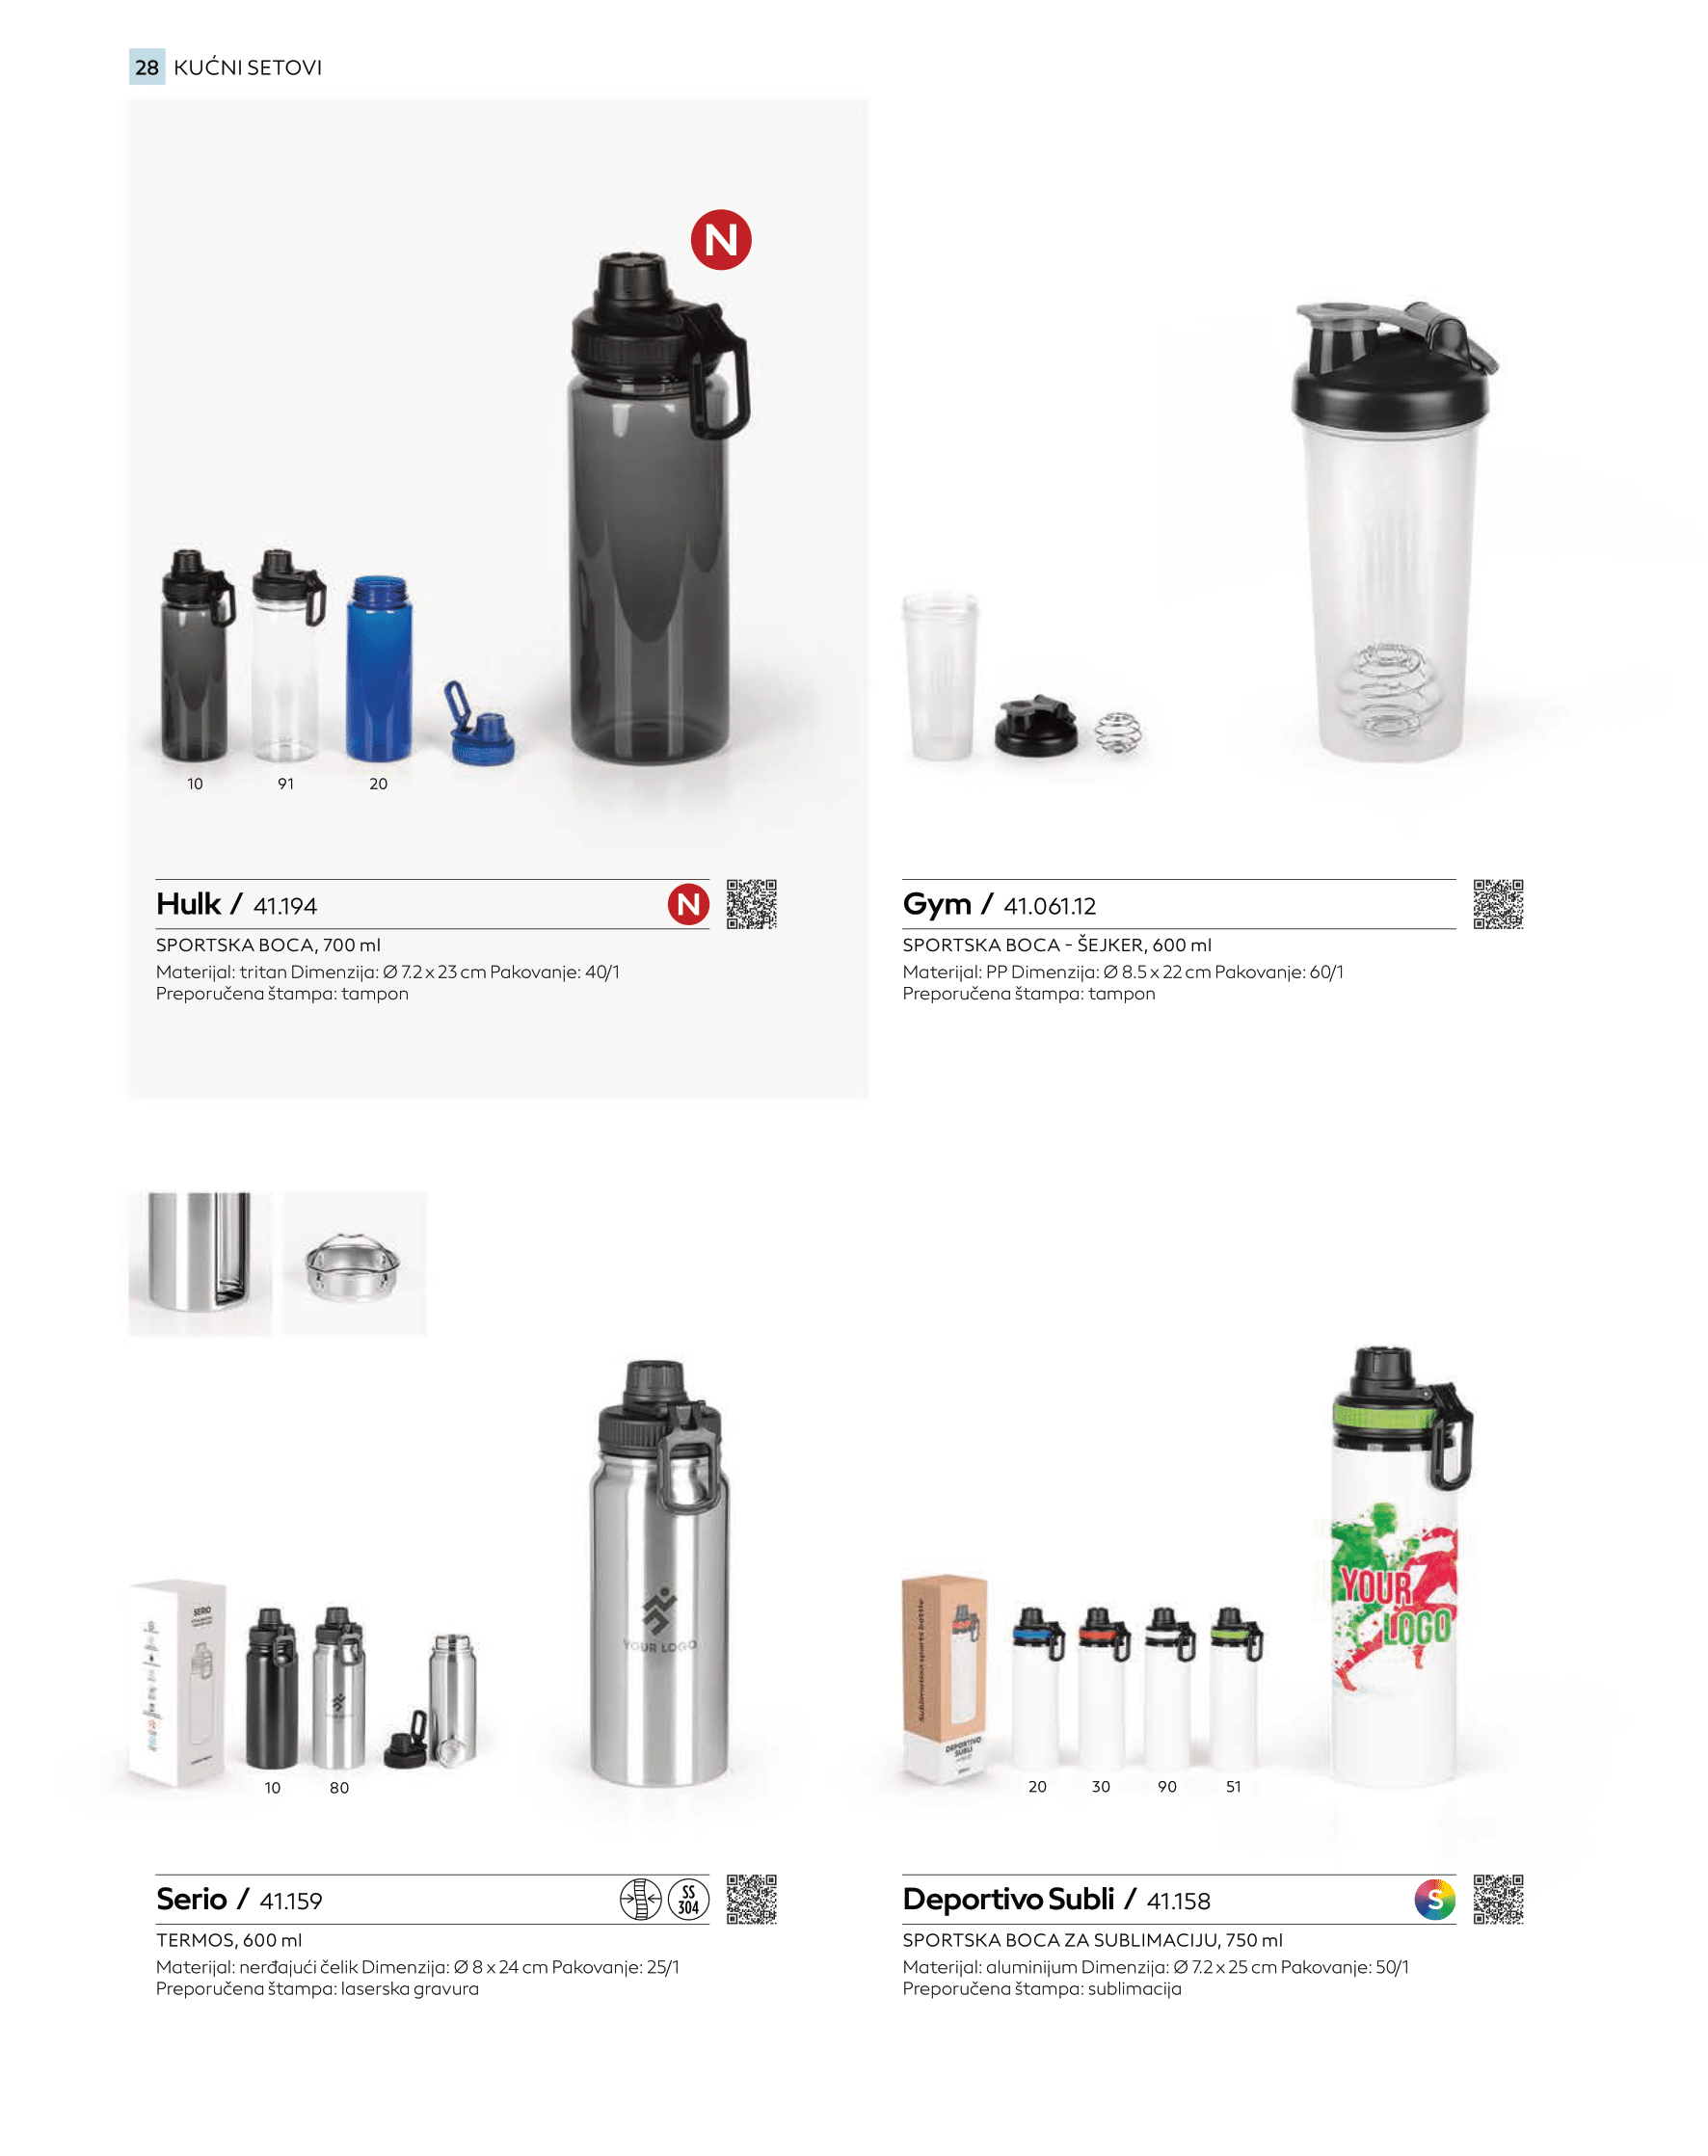 28 KUĆNI SETOVI
N
10 91 20
Hulk / 41.194 N
SPORTSKA BOCA, 700 ml
Materijal: tritan Dimenzija: Ø 7.2 x 23 cm Pakovanje: 40/1
Preporučena štampa: tampon
Gym / 41.061.12
SPORTSKA BOCA - ŠEJKER, 600 ml
Materijal: PP Dimenzija: Ø 8.5 x 22 cm Pakovanje: 60/1
Preporučena štampa: tampon
SERIO
YOUR LOGO
10 80
Serio / 41.159 SS 304
TERMOS, 600 ml
Materijal: nerđajući čelik Dimenzija: Ø 8 x 24 cm Pakovanje: 25/1
Preporučena štampa: laserska gravura
Sublimation sports bottle
DEPORTIVO
SUBLI
YOUR
LOGO
20 30 90 51
Deportivo Subli / 41.158 S
SPORTSKA BOCA ZA SUBLIMACIJU, 750 ml
Materijal: aluminijum Dimenzija: Ø 7.2 x 25 cm Pakovanje: 50/1
Preporučena štampa: sublimacija